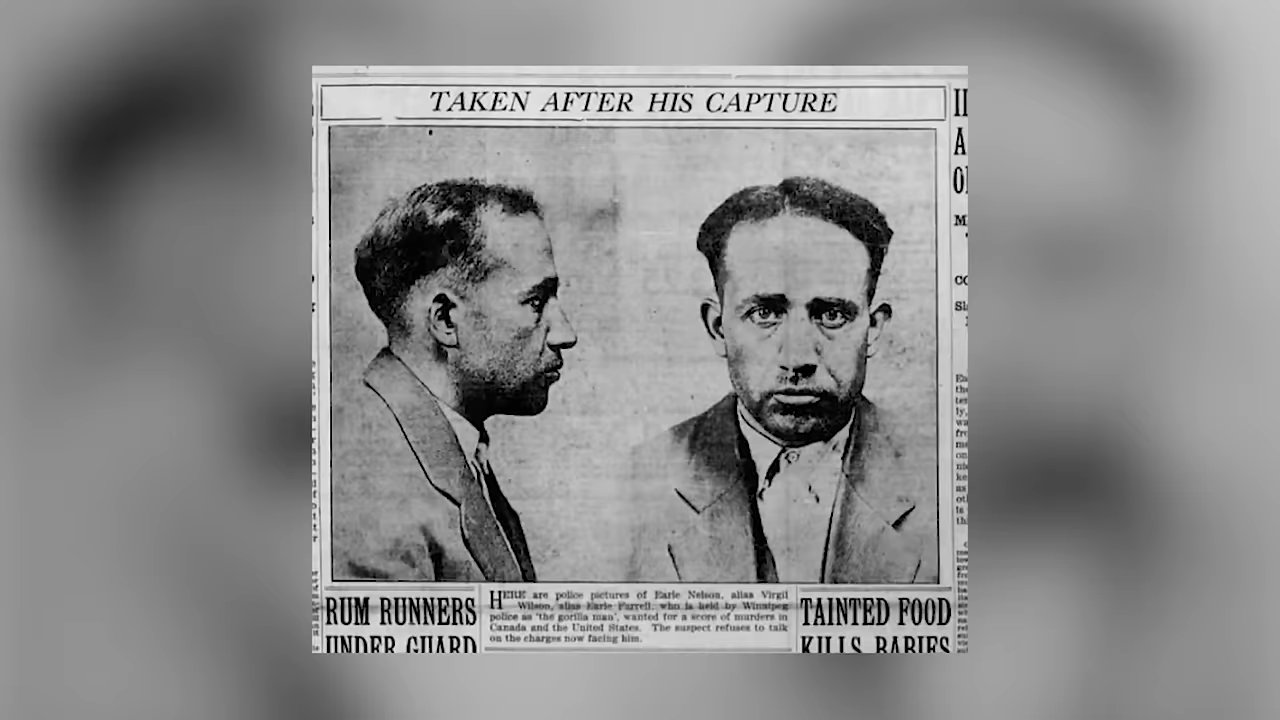 TAKEN AFTER HIS CAPTURE
HERE are police pictures of Earle Nelson, alias Virgil
Wilson, alias Earle Farrell, who is held by Winnipeg
police as 'the gorilla man', wanted for a score of murders in
Canada and the United States. The suspect refuses to talk
on the charges now facing him.
RUM RUNNERS
UNDER GUARD
TAINTED FOOD
KILLS BABIES